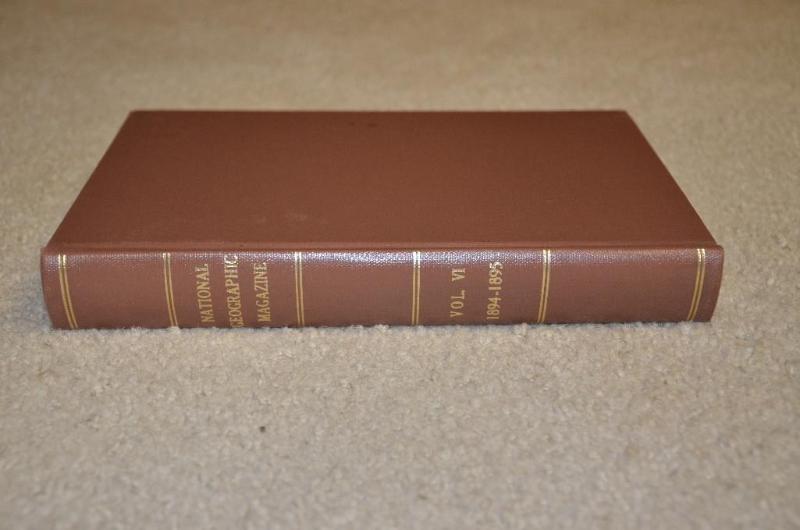 NATIONAL
GEOGRAPHIC
MAGAZINE
VOL. VI
1894-1895